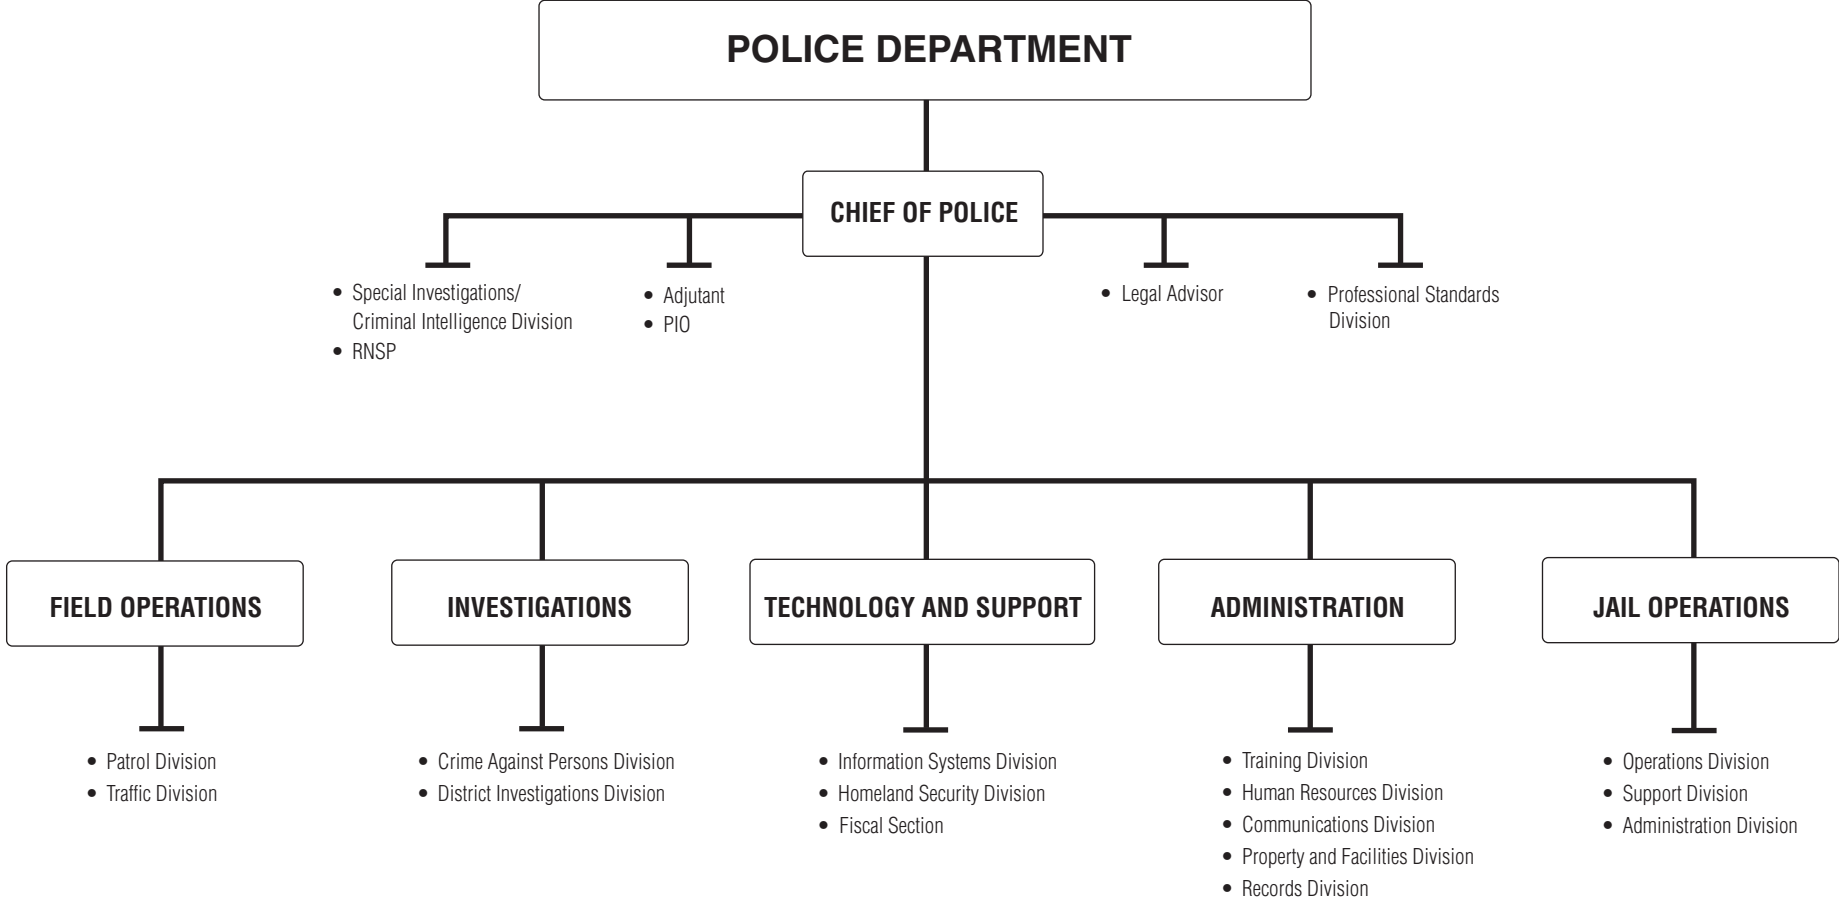 POLICE DEPARTMENT
CHIEF OF POLICE
• Special Investigations/
Criminal Intelligence Division
• RNSP
• Adjutant
• PIO
• Legal Advisor
• Professional Standards
Division
FIELD OPERATIONS
• Patrol Division
• Traffic Division
INVESTIGATIONS
• Crime Against Persons Division
• District Investigations Division
TECHNOLOGY AND SUPPORT
• Information Systems Division
• Homeland Security Division
• Fiscal Section
ADMINISTRATION
• Training Division
• Human Resources Division
• Communications Division
• Property and Facilities Division
• Records Division
JAIL OPERATIONS
• Operations Division
• Support Division
• Administration Division